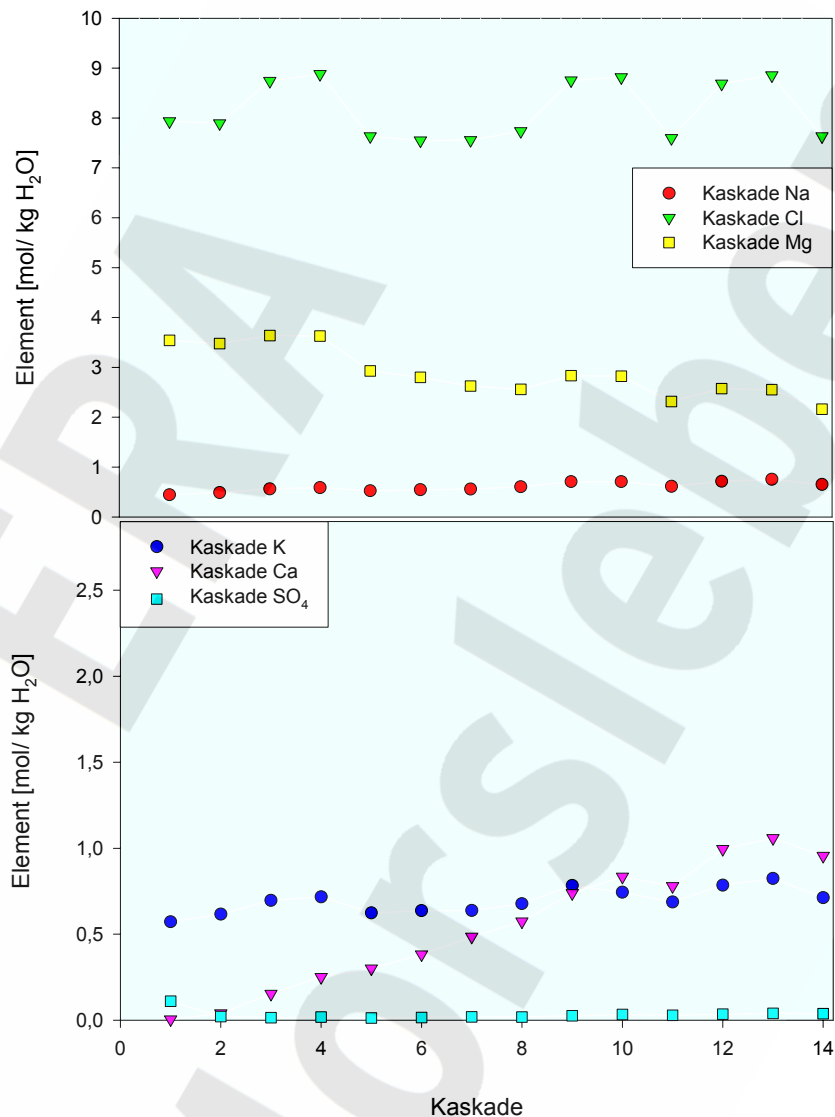 10
9
8
7
6
5
4
3
2
1
0
Element [mol/ kg H₂O]
Kaskade Na
Kaskade Cl
Kaskade Mg
Kaskade K
Kaskade Ca
Kaskade SO₄
2,5
2,0
1,5
1,0
0,5
0,0
Element [mol/ kg H₂O]
0 2 4 6 8 10 12 14
Kaskade
ERA
Morsleben